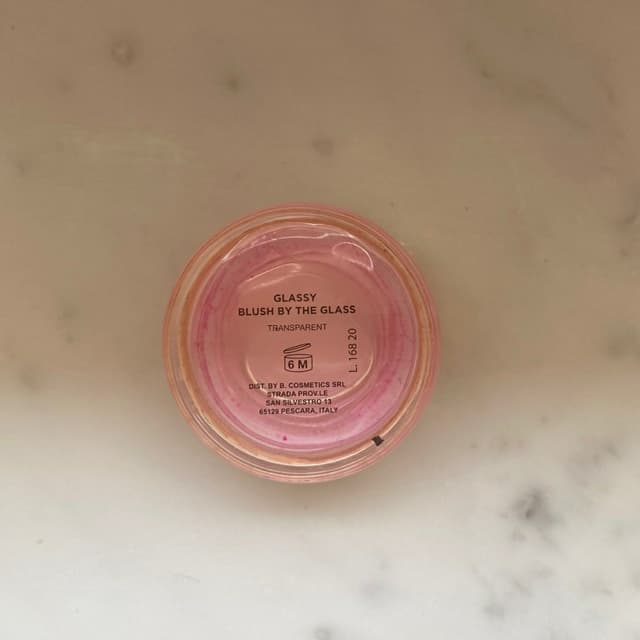 GLASSY
BLUSH BY THE GLASS
TRANSPARENT
6 M
L. 168 20
DIST. BY B. COSMETICS SRL
STRADA PROV.LE
SAN SILVESTRO 13
65129 PESCARA, ITALY